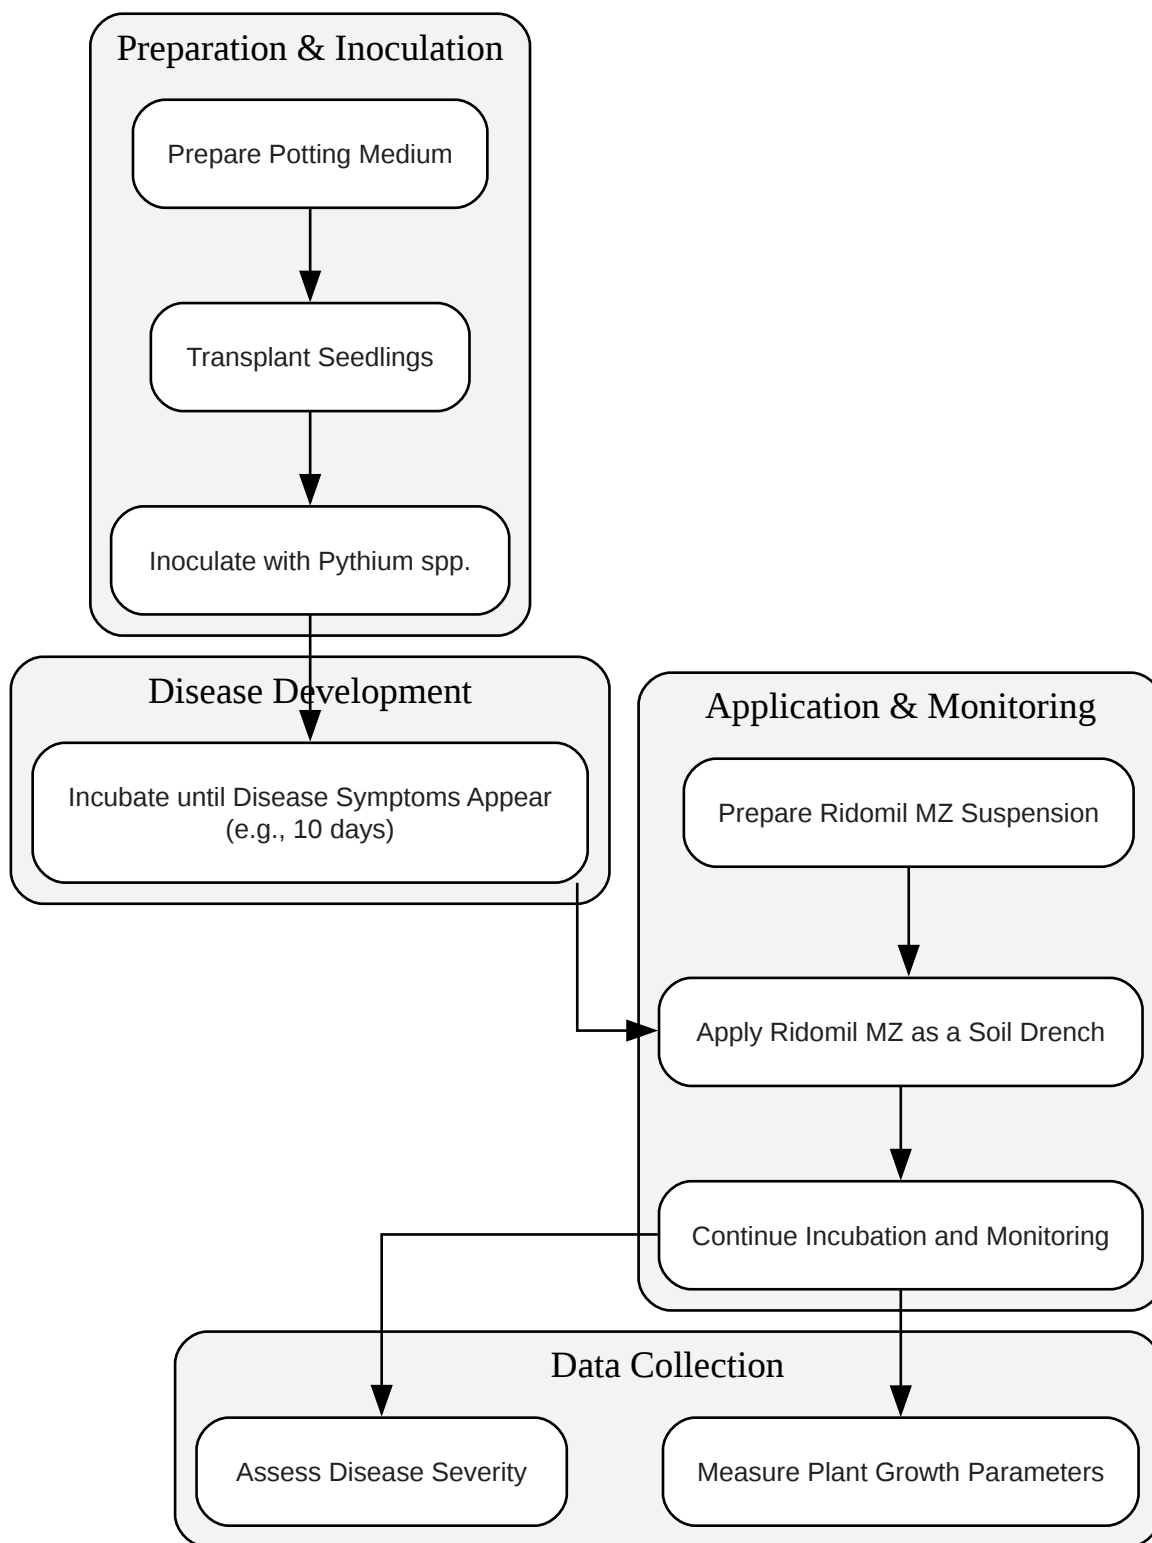 Preparation & Inoculation
Prepare Potting Medium
Transplant Seedlings
Inoculate with Pythium spp.
Disease Development
Incubate until Disease Symptoms Appear
(e.g., 10 days)
Application & Monitoring
Prepare Ridomil MZ Suspension
Apply Ridomil MZ as a Soil Drench
Continue Incubation and Monitoring
Data Collection
Assess Disease Severity
Measure Plant Growth Parameters